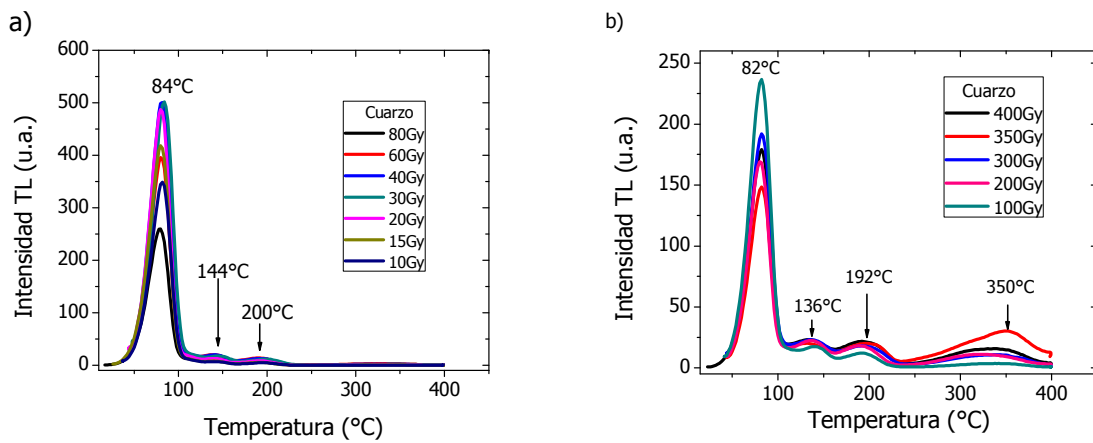 a)
600
500
400
300
200
100
0
100
200
300
400
Intensidad TL (u.a.)
Temperatura (°C)
84°C
144°C
200°C
Cuarzo
80Gy
60Gy
40Gy
30Gy
20Gy
15Gy
10Gy
b)
250
200
150
100
50
0
100
200
300
400
Intensidad TL (u.a.)
Temperatura (°C)
82°C
136°C
192°C
350°C
Cuarzo
400Gy
350Gy
300Gy
200Gy
100Gy